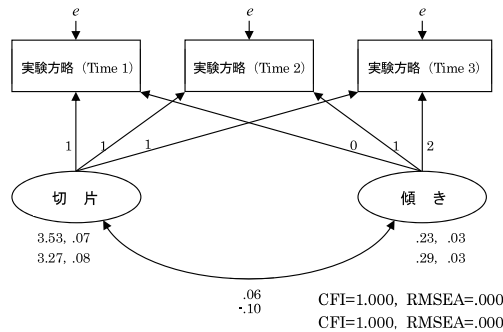 e e e
実験方略 (Time 1) 実験方略 (Time 2) 実験方略 (Time 3)
1 1 1 0 1 2
切 片 傾 き
3.53, .07 .23, .03
3.27, .08 .29, .03
.06
-.10
CFI=1.000, RMSEA=.000
CFI=1.000, RMSEA=.000